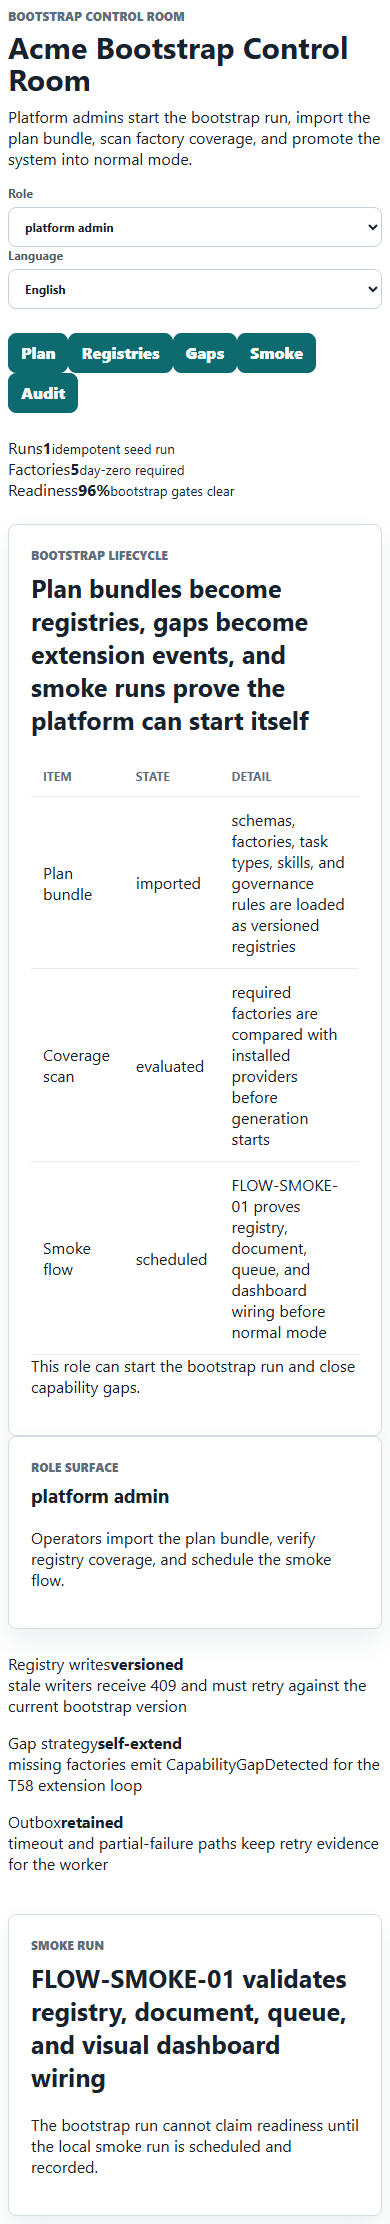 BOOTSTRAP CONTROL ROOM
Acme Bootstrap Control
Room
Platform admins start the bootstrap run, import the
plan bundle, scan factory coverage, and promote the
system into normal mode.
Role
platform admin
Language
English
Plan Registries Gaps Smoke
Audit
Runs1idempotent seed run
Factories5day-zero required
Readiness96%bootstrap gates clear
BOOTSTRAP LIFECYCLE
Plan bundles become
registries, gaps become
extension events, and
smoke runs prove the
platform can start itself
ITEM STATE DETAIL
Plan
bundle
imported
schemas,
factories, task
types, skills, and
governance
rules are loaded
as versioned
registries
Coverage
scan
evaluated
required
factories are
compared with
installed
providers
before
generation
starts
Smoke
flow
scheduled
FLOW-SMOKE-
01 proves
registry,
document,
queue, and
dashboard
wiring before
normal mode
This role can start the bootstrap run and close
capability gaps.
ROLE SURFACE
platform admin
Operators import the plan bundle, verify
registry coverage, and schedule the smoke
flow.
Registry writesversioned
stale writers receive 409 and must retry against the
current bootstrap version
Gap strategyself-extend
missing factories emit CapabilityGapDetected for the
T58 extension loop
Outboxretained
timeout and partial-failure paths keep retry evidence
for the worker
SMOKE RUN
FLOW-SMOKE-01 validates
registry, document, queue,
and visual dashboard
wiring
The bootstrap run cannot claim readiness until
the local smoke run is scheduled and
recorded.